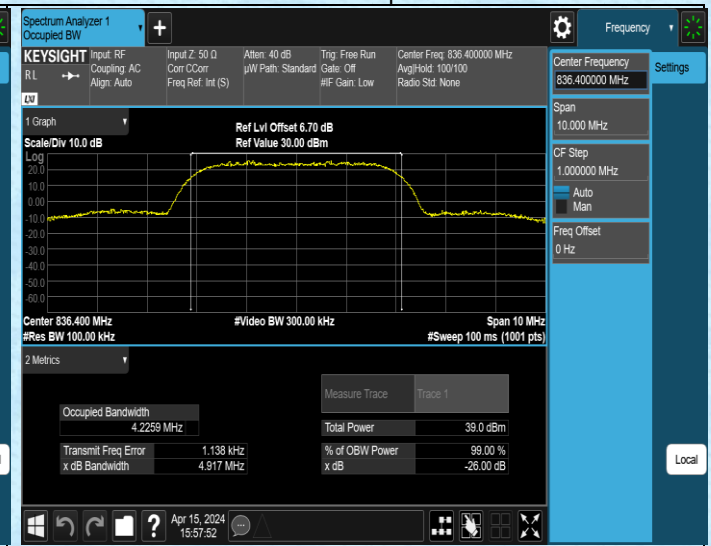 Spectrum Analyzer 1
Occupied BW
+
Frequency
KEYSIGHT
R L
LXI
Input: RF
Coupling: AC
Align: Auto
Input Z: 50 Ω
Corr CCorr
Freq Ref: Int (S)
Atten: 40 dB
µW Path: Standard
Trig: Free Run
Gate: Off
#IF Gain: Low
Center Freq: 836.400000 MHz
Avg|Hold: 100/100
Radio Std: None
Center Frequency
836.400000 MHz
Settings
Span
10.000 MHz
CF Step
1.000000 MHz
Auto
Man
Freq Offset
0 Hz
1 Graph
Scale/Div 10.0 dB
Ref Lvl Offset 6.70 dB
Ref Value 30.00 dBm
Log
20.0
10.0
0.00
-10.0
-20.0
-30.0
-40.0
-50.0
-60.0
Center 836.400 MHz
#Video BW 300.00 kHz
Span 10 MHz
#Res BW 100.00 kHz
#Sweep 100 ms (1001 pts)
2 Metrics
Measure Trace
Trace 1
Occupied Bandwidth
4.2259 MHz
Total Power 39.0 dBm
Transmit Freq Error 1.138 kHz
% of OBW Power 99.00 %
x dB Bandwidth 4.917 MHz
x dB -26.00 dB
Local
?
Apr 15, 2024
15:57:52